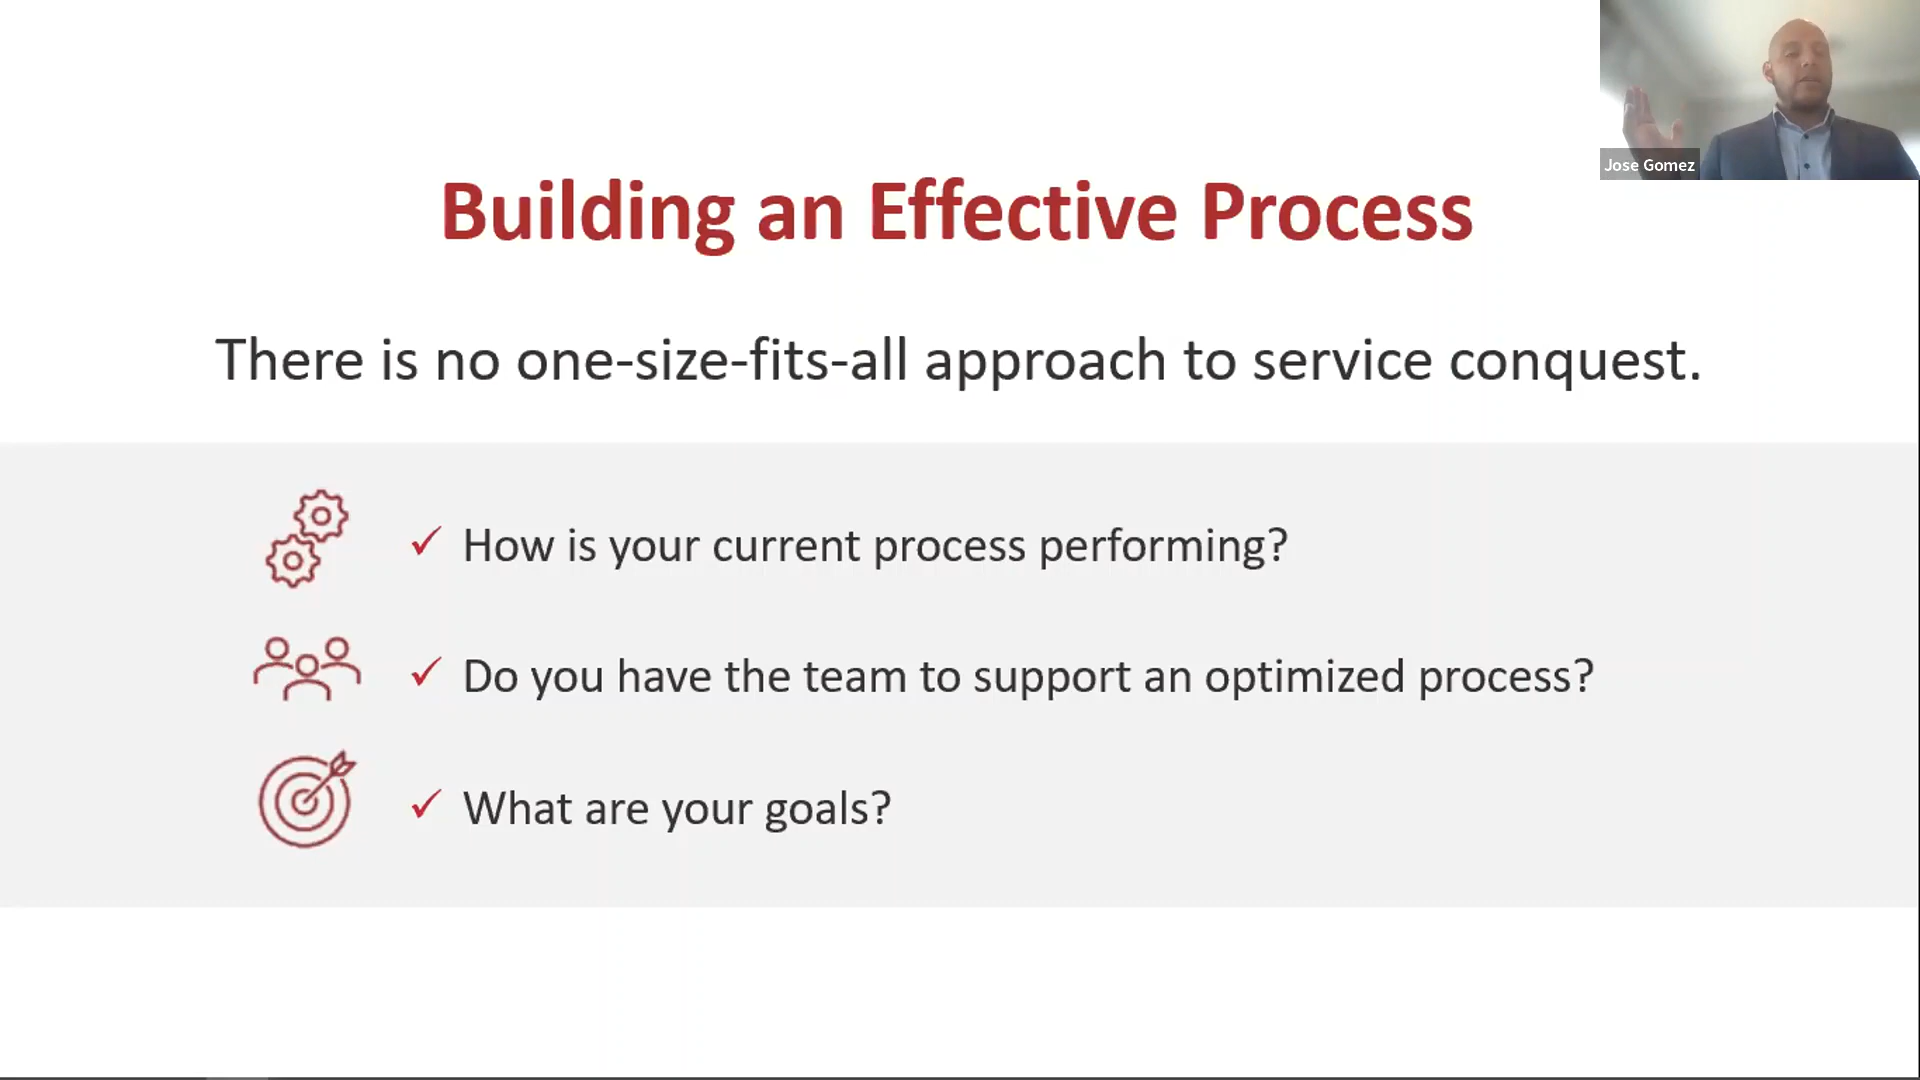 Jose Gomez
Building an Effective Process
There is no one-size-fits-all approach to service conquest.
✓ How is your current process performing?
✓ Do you have the team to support an optimized process?
✓ What are your goals?